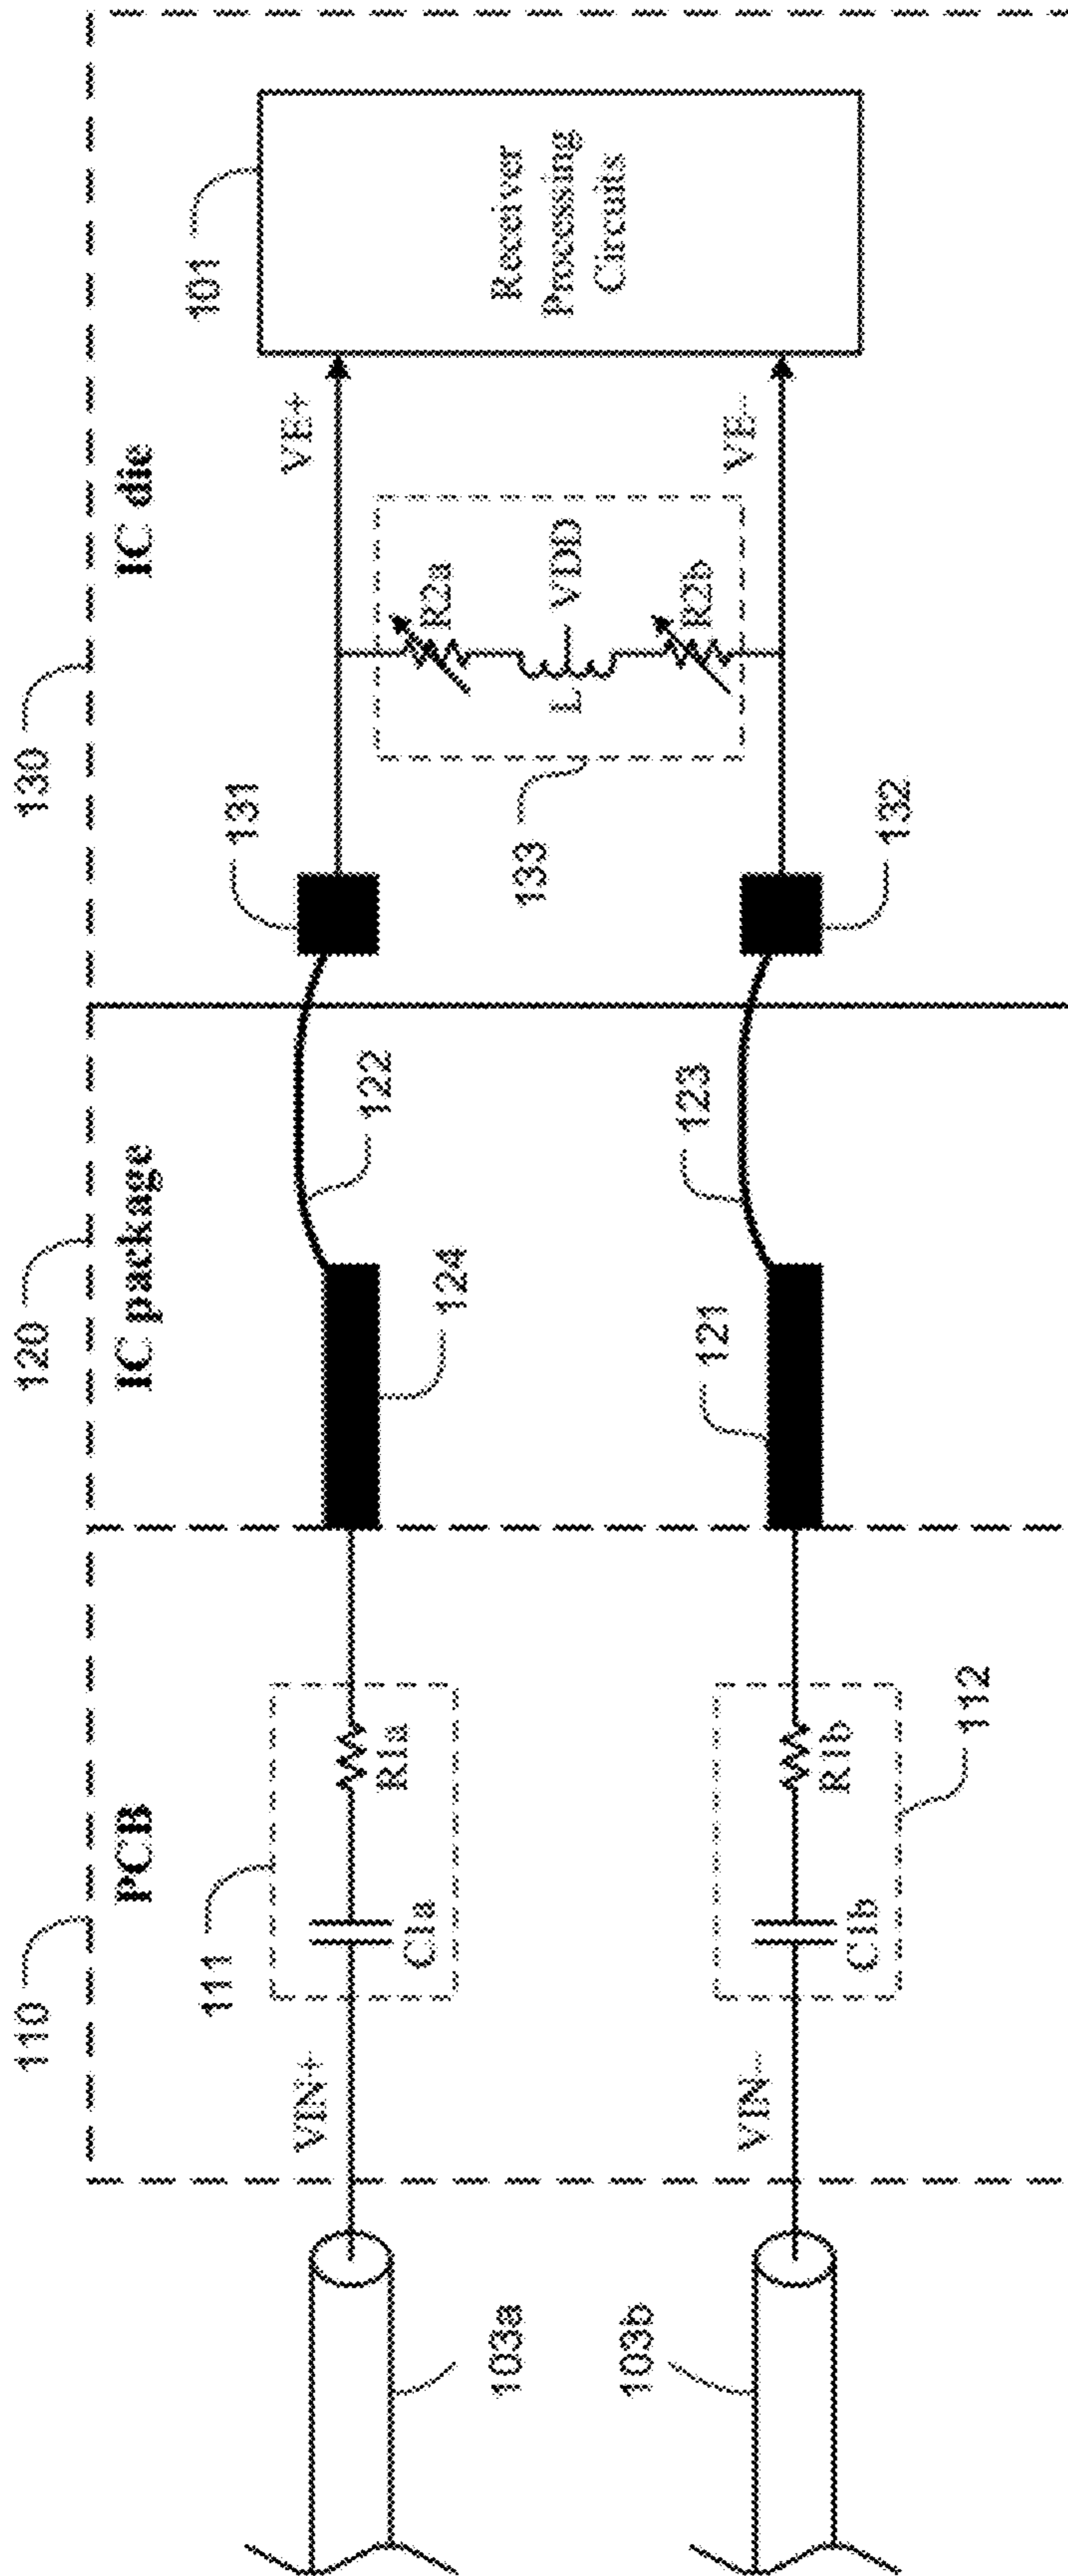 110
PCB
120
IC package
130
IC die
103a
VIN+
111
C1a
R1a
124
122
131
VE+
101
R2a
L
VDD
R2b
133
Receiver
Processing
Circuits
103b
VIN-
C1b
R1b
112
121
123
132
VE-